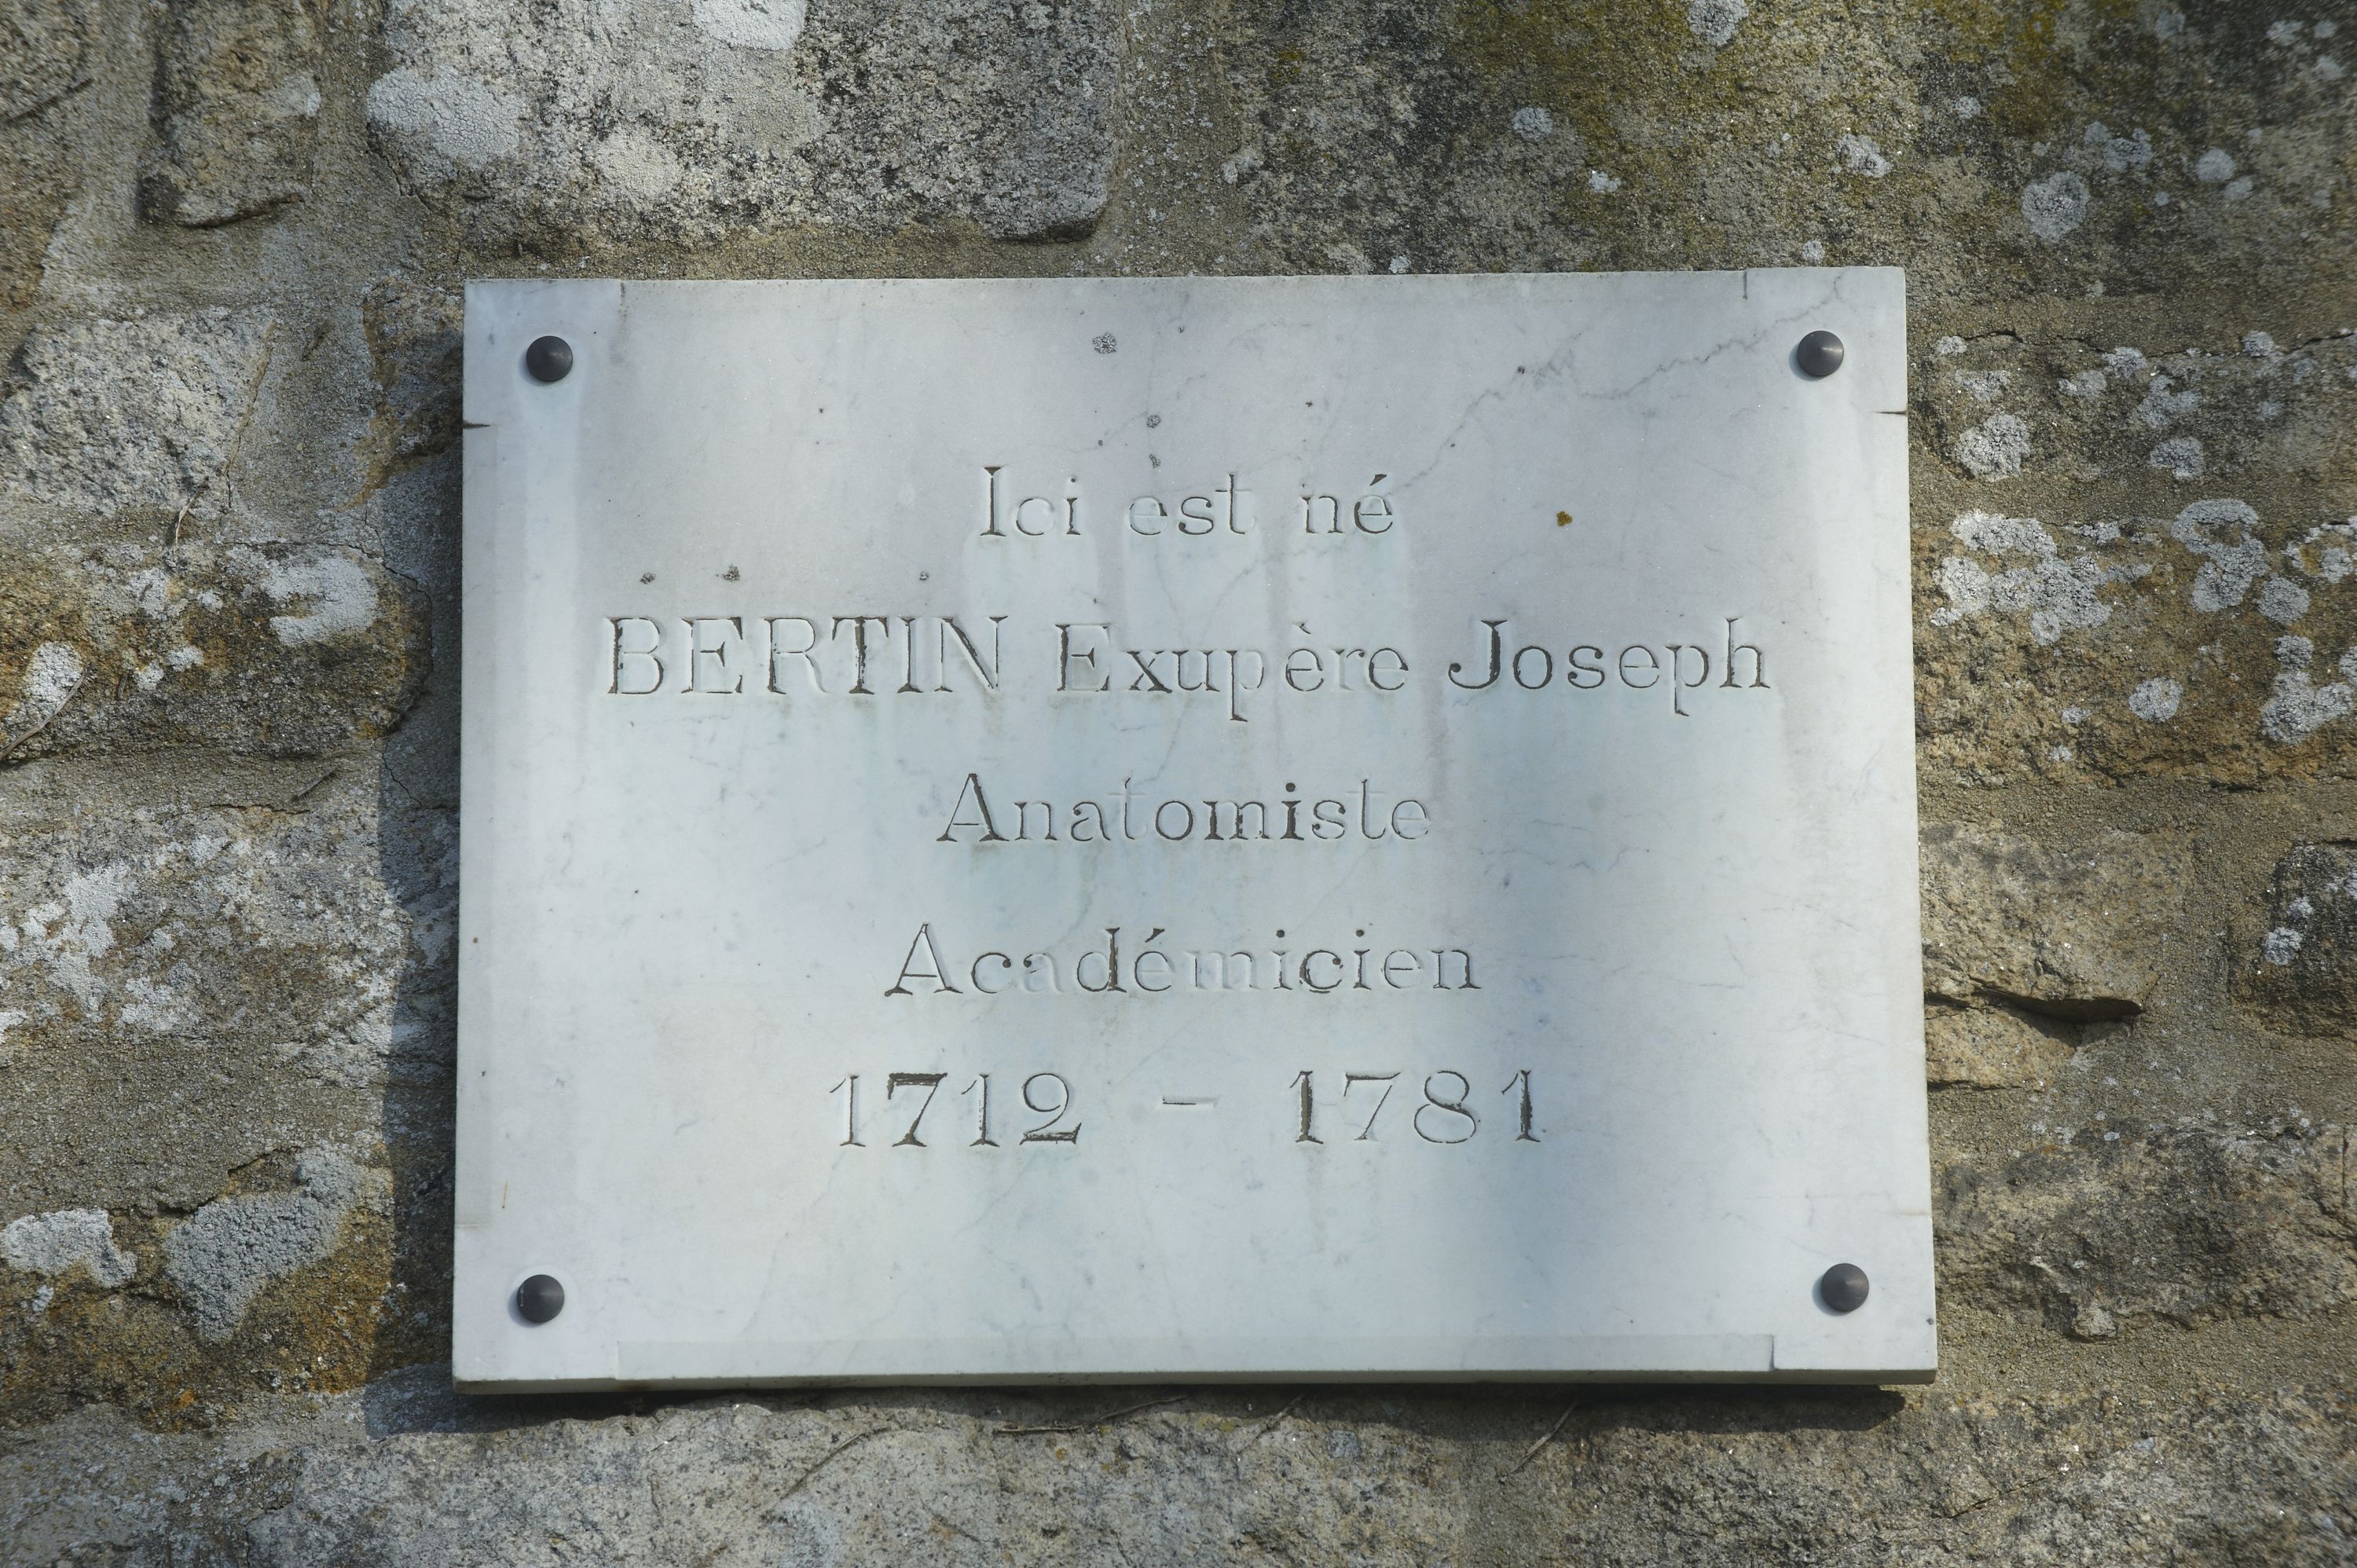 Ici est né
BERTIN Exupère Joseph
Anatomiste
Académicien
1712 - 1781